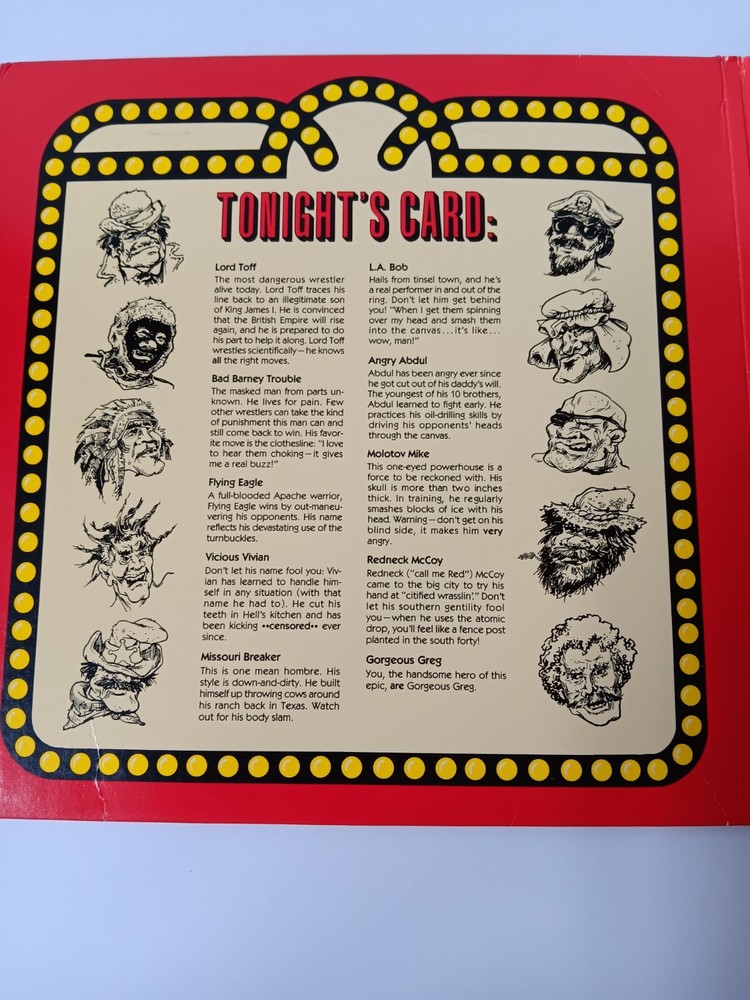 TONIGHT'S CARD:
Lord Toff
The most dangerous wrestler
alive today. Lord Toff traces his
line back to an illegitimate son
of King James I. He is convinced
that the British Empire will rise
again, and he is prepared to do
his part to help it along. Lord Toff
wrestles scientifically—he knows
all the right moves.
Bad Barney Trouble
The masked man from parts un-
known. He lives for pain. Few
other wrestlers can take the kind
of punishment this man can and
still come back to win. His favor-
ite move is the clothesline: "I love
to hear them choking—it gives
me a real buzz!"
Flying Eagle
A full-blooded Apache warrior,
Flying Eagle wins by out-maneu-
vering his opponents. His name
reflects his devastating use of the
turnbuckles.
Vicious Vivian
Don't let his name fool you: Viv-
ian has learned to handle him-
self in any situation (with that
name he had to). He cut his
teeth in Hell's kitchen and has
been kicking ••censored•• ever
since.
Missouri Breaker
This is one mean hombre. His
style is down-and-dirty. He built
himself up throwing cows around
his ranch back in Texas. Watch
out for his body slam.
L.A. Bob
Hails from tinsel town, and he's
a real performer in and out of the
ring. Don't let him get behind
you! "When I get them spinning
over my head and smash them
into the canvas...it's like...
wow, man!"
Angry Abdul
Abdul has been angry ever since
he got cut out of his daddy's will.
The youngest of his 10 brothers,
Abdul learned to fight early. He
practices his oil-drilling skills by
driving his opponents' heads
through the canvas.
Molotov Mike
This one-eyed powerhouse is a
force to be reckoned with. His
skull is more than two inches
thick. In training, he regularly
smashes blocks of ice with his
head. Warning—don't get on his
blind side, it makes him very
angry.
Redneck McCoy
Redneck ("call me Red") McCoy
came to the big city to try his
hand at "citified wrasslin'." Don't
let his southern gentility fool
you—when he uses the atomic
drop, you'll feel like a fence post
planted in the south forty!
Gorgeous Greg
You, the handsome hero of this
epic, are Gorgeous Greg.